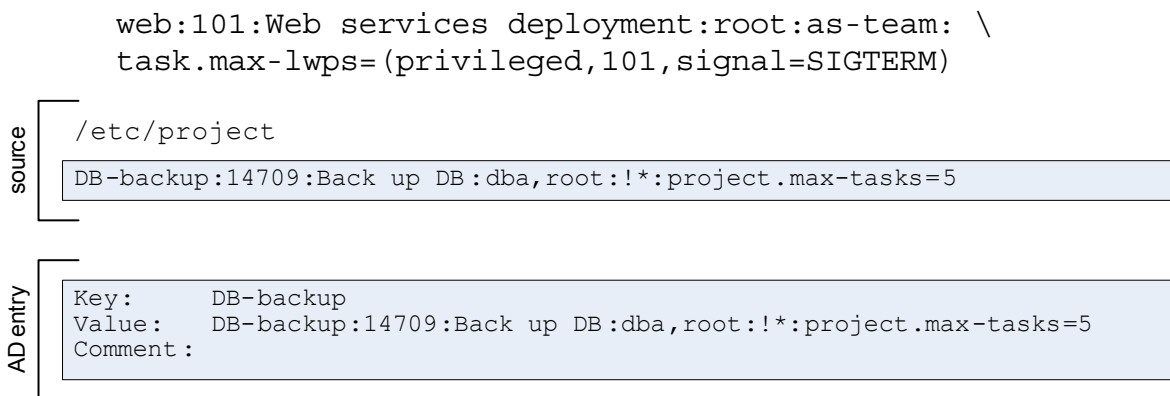 web:101:Web services deployment:root:as-team: \
task.max-lwps=(privileged,101,signal=SIGTERM)
source
/etc/project
DB-backup:14709:Back up DB:dba,root:!*:project.max-tasks=5
AD entry
Key: DB-backup
Value: DB-backup:14709:Back up DB:dba,root:!*:project.max-tasks=5
Comment: